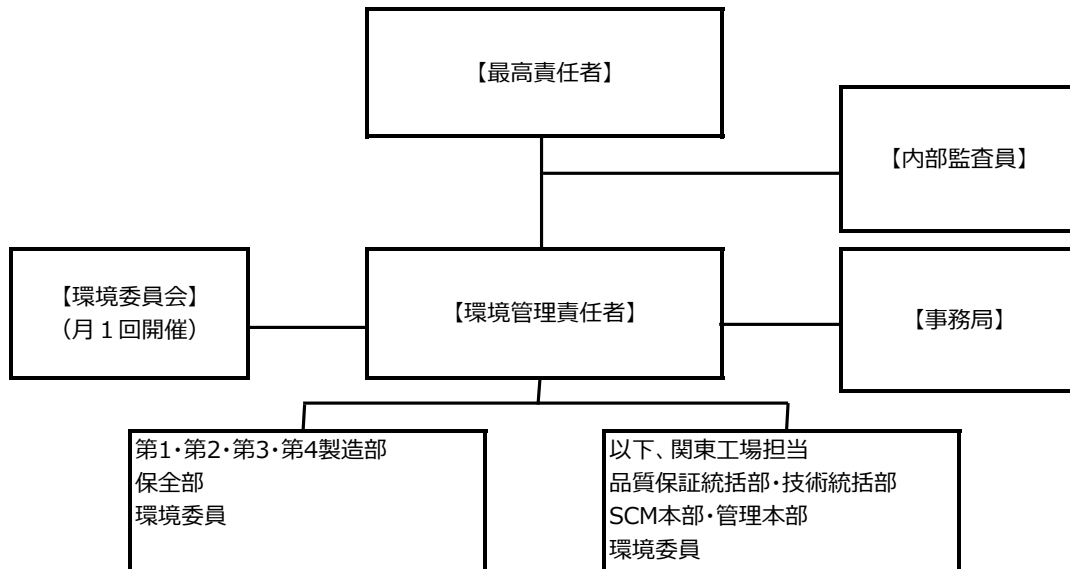 【最高責任者】
【内部監査員】
【環境委員会】
（月１回開催）
【環境管理責任者】
【事務局】
第1・第2・第3・第4製造部
保全部
環境委員
以下、関東工場担当
品質保証統括部・技術統括部
SCM本部・管理本部
環境委員